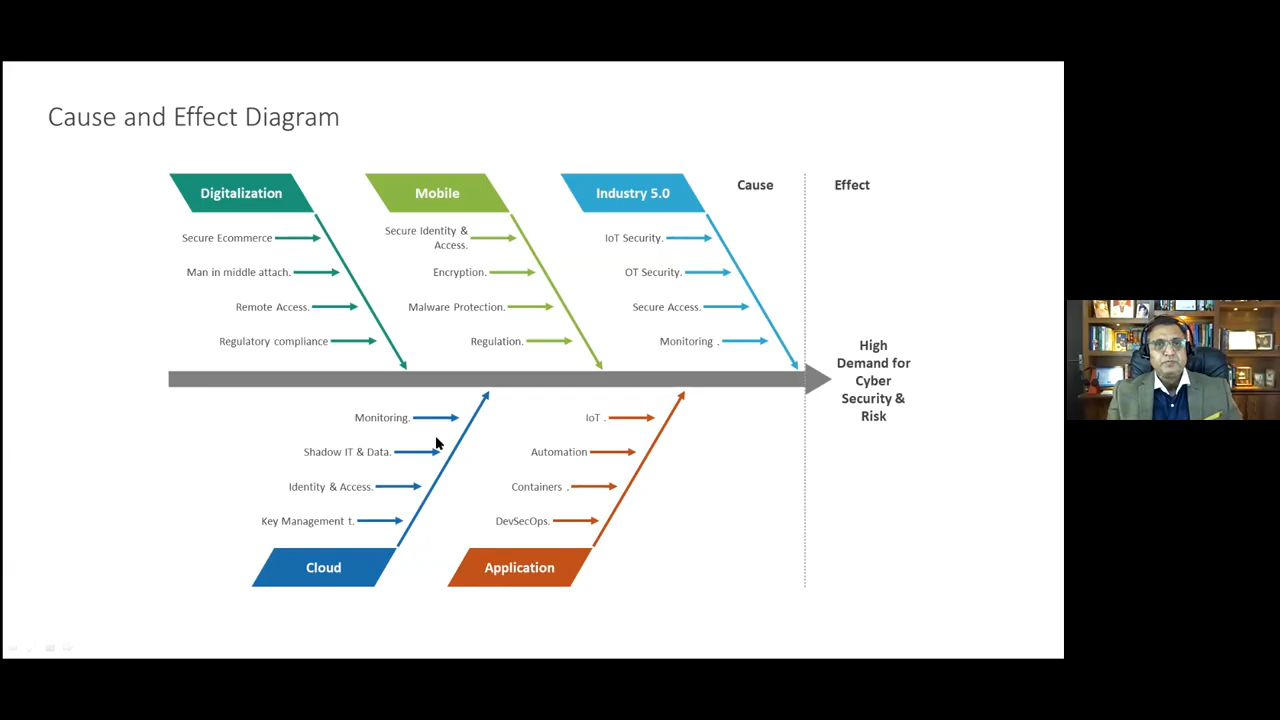 Cause and Effect Diagram
Digitalization
Mobile
Industry 5.0
Cause
Effect
Secure Ecommerce
Man in middle attach.
Remote Access.
Regulatory compliance
Secure Identity &
Access.
Encryption.
Malware Protection.
Regulation.
IoT Security.
OT Security.
Secure Access.
Monitoring .
High
Demand for
Cyber
Security &
Risk
Monitoring.
Shadow IT & Data.
Identity & Access.
Key Management t.
IoT .
Automation
Containers .
DevSecOps.
Cloud
Application